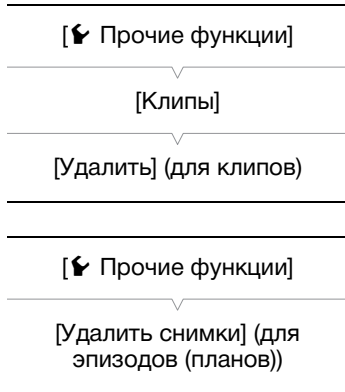 [ Прочие функции]
[Клипы]
[Удалить] (для клипов)
[ Прочие функции]
[Удалить снимки] (для
эпизодов (планов))